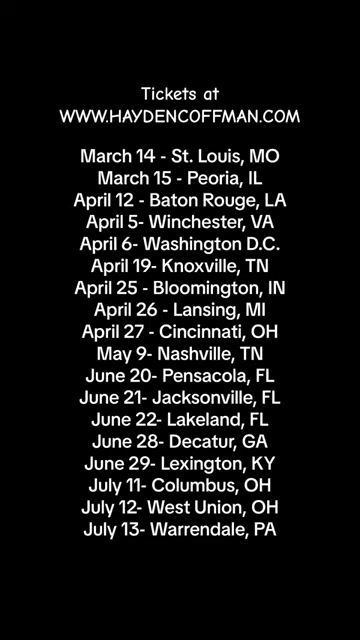 Tickets at
WWW.HAYDENCOFFMAN.COM
March 14 - St. Louis, MO
March 15 - Peoria, IL
April 12 - Baton Rouge, LA
April 5- Winchester, VA
April 6- Washington D.C.
April 19- Knoxville, TN
April 25 - Bloomington, IN
April 26 - Lansing, MI
April 27 - Cincinnati, OH
May 9- Nashville, TN
June 20- Pensacola, FL
June 21- Jacksonville, FL
June 22- Lakeland, FL
June 28- Decatur, GA
June 29- Lexington, KY
July 11- Columbus, OH
July 12- West Union, OH
July 13- Warrendale, PA